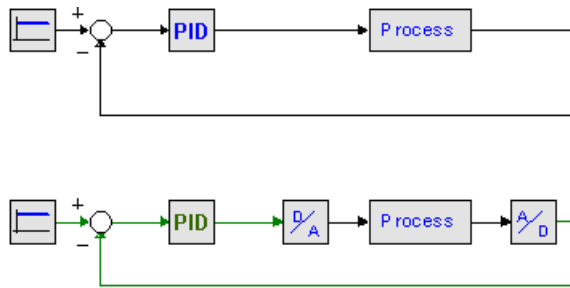 +
PID
Process
−
+
PID
D/A
Process
A/D
−